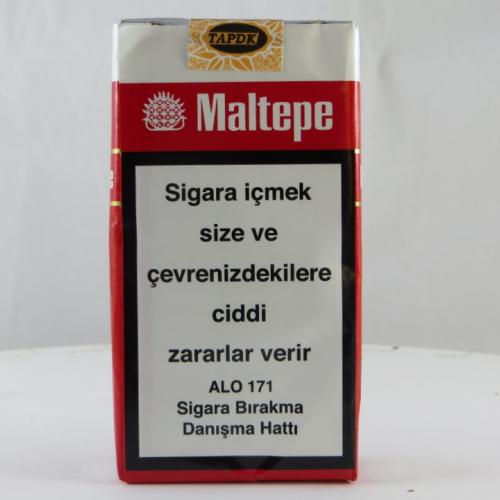 TAPDK
Maltepe
Sigara içmek
size ve
çevrenizdekilere
ciddi
zararlar verir
ALO 171
Sigara Bırakma
Danışma Hattı